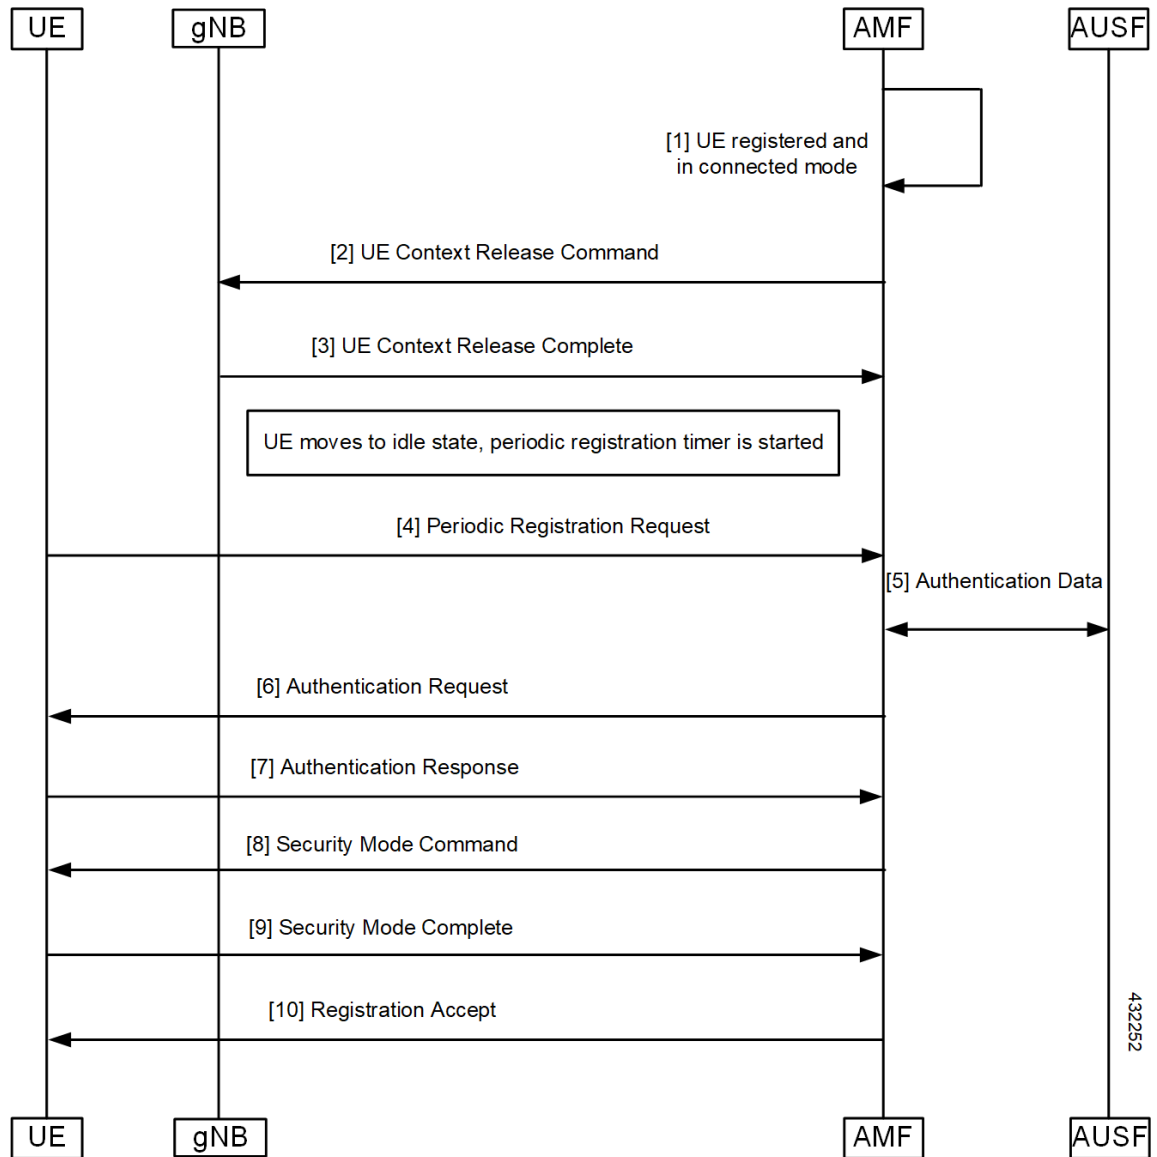 UE
gNB
AMF
AUSF
[1] UE registered and
in connected mode
[2] UE Context Release Command
[3] UE Context Release Complete
UE moves to idle state, periodic registration timer is started
[4] Periodic Registration Request
[5] Authentication Data
[6] Authentication Request
[7] Authentication Response
[8] Security Mode Command
[9] Security Mode Complete
[10] Registration Accept
432252
UE
gNB
AMF
AUSF